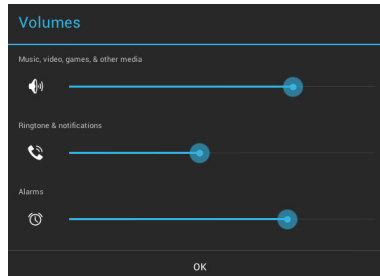 Volumes
Music, video, games, & other media
Ringtone & notifications
Alarms
OK